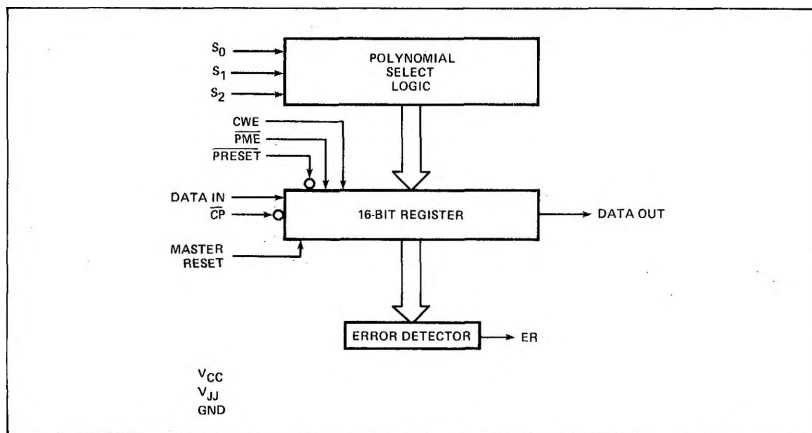 S0
S1
S2
POLYNOMIAL
SELECT
LOGIC
CWE
PME
PRESET
DATA IN
CP
MASTER
RESET
16-BIT REGISTER
DATA OUT
ERROR DETECTOR
ER
VCC
VJJ
GND